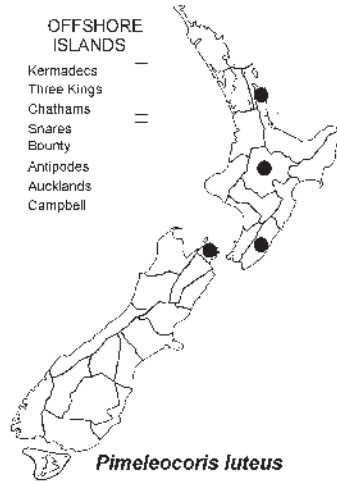 OFFSHORE
ISLANDS
Kermadecs
Three Kings
Chathams
Snares
Bounty
Antipodes
Aucklands
Campbell
Pimeleocoris luteus